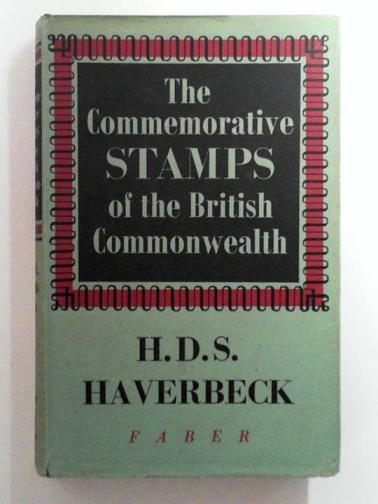 The
Commemorative
STAMPS
of the British
Commonwealth
H.D.S.
HAVERBECK
FABER